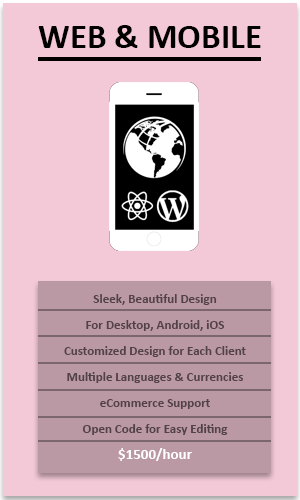 WEB & MOBILE
Sleek, Beautiful Design
For Desktop, Android, iOS
Customized Design for Each Client
Multiple Languages & Currencies
eCommerce Support
Open Code for Easy Editing
$1500/hour